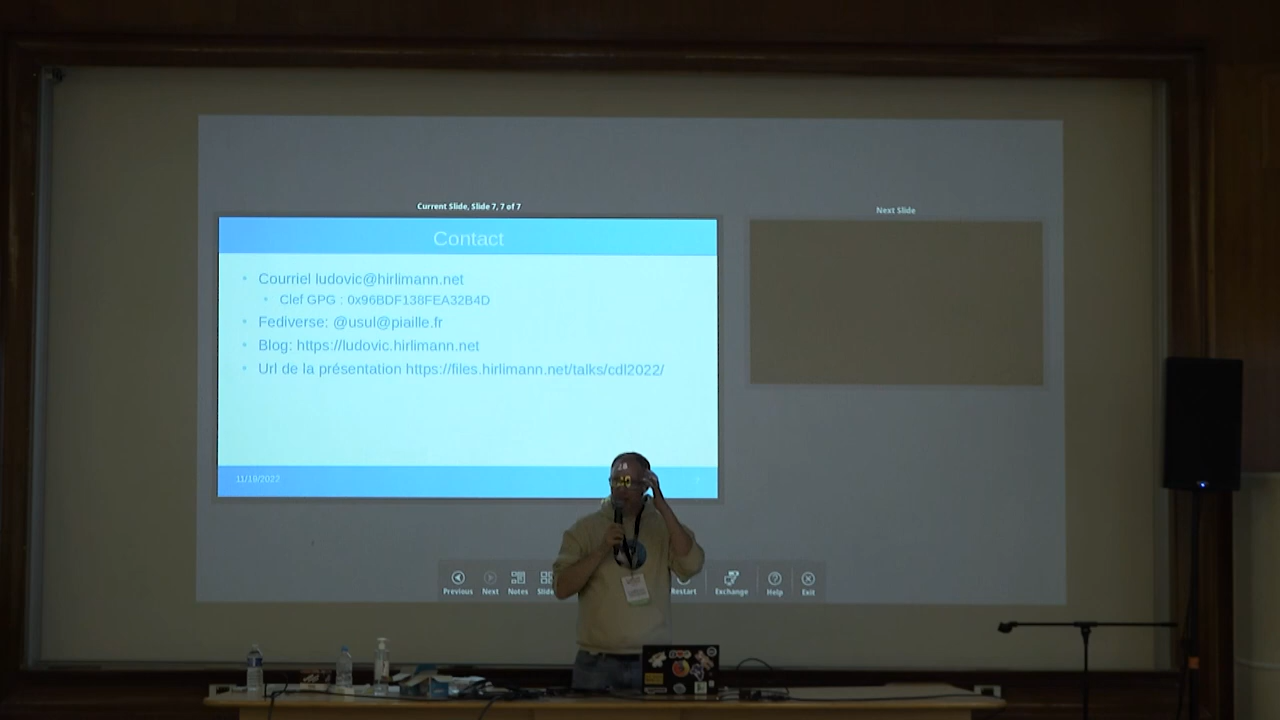 Current Slide, Slide 7, 7 of 7
Next Slide
Contact
Courriel ludovic@hirlimann.net
Clef GPG : 0x96BDF138FEA32B4D
Fediverse: @usul@piaille.fr
Blog: https://ludovic.hirlimann.net
Url de la présentation https://files.hirlimann.net/talks/cdl2022/
11/19/2022
Previous
Next
Notes
Restart
Exchange
Help
Exit